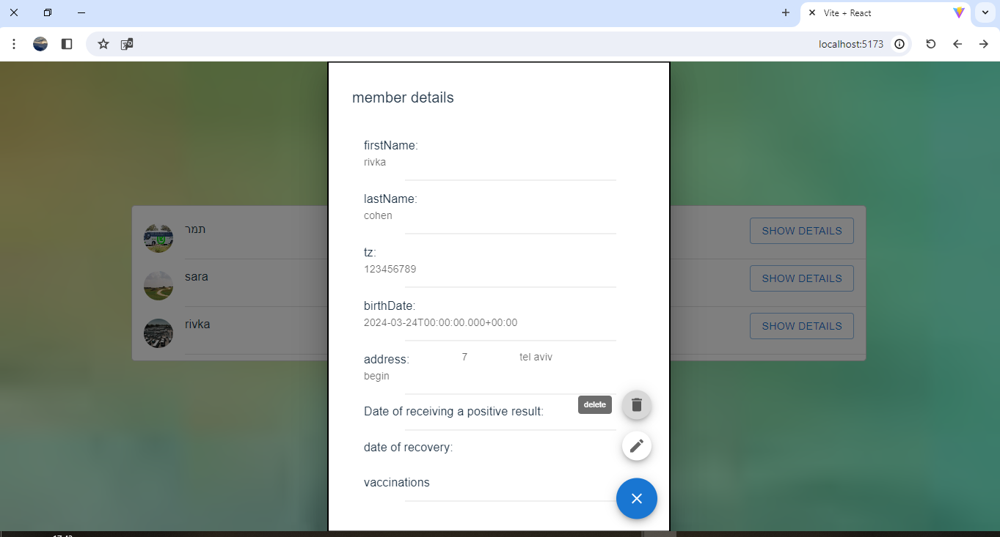 Vite + React
localhost:5173
member details
firstName:
rivka
lastName:
cohen
tz:
123456789
birthDate:
2024-03-24T00:00:00.000+00:00
address:
7
tel aviv
begin
Date of receiving a positive result:
delete
date of recovery:
vaccinations
תמר
SHOW DETAILS
sara
SHOW DETAILS
rivka
SHOW DETAILS